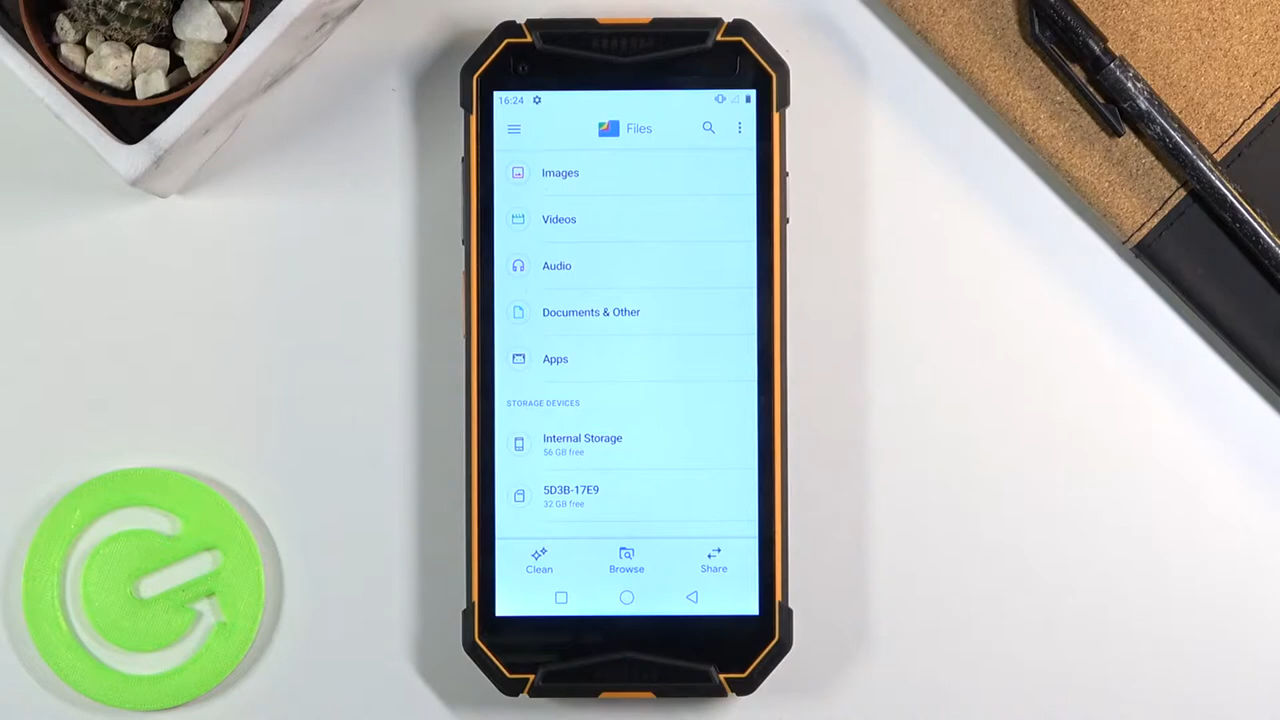 16:24
Files
Images
Videos
Audio
Documents & Other
Apps
STORAGE DEVICES
Internal Storage
56 GB free
5D3B-17E9
32 GB free
Clean
Browse
Share